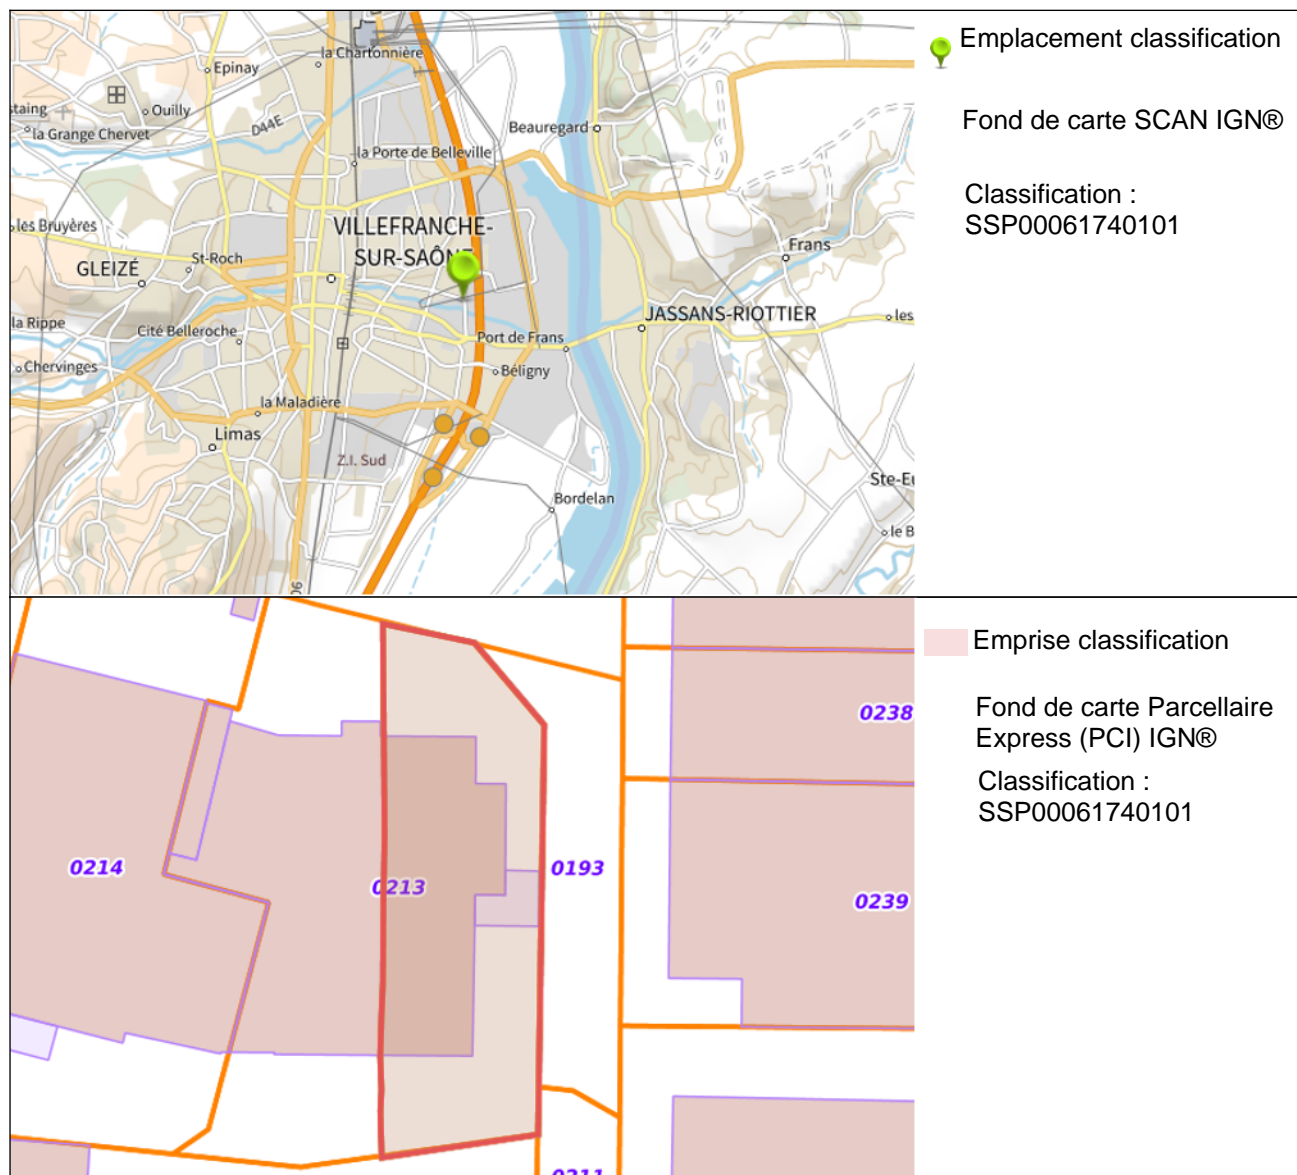 la Chartonnière
Epinay
staing
Ouilly
la Grange Chervet
D44E
Beauregard
la Porte de Belleville
les Bruyères
VILLEFRANCHE-
SUR-SAÔNE
Frans
GLEIZÉ
St-Roch
la Rippe
Cité Belleroche
JASSANS-RIOTTIER
les
Port de Frans
Chervinges
Béligny
la Maladière
Limas
Z.I. Sud
Ste-Eu
Bordelan
le B
Emplacement classification
Fond de carte SCAN IGN®
Classification :
SSP00061740101
0238
0214
0213
0193
0239
0211
Emprise classification
Fond de carte Parcellaire
Express (PCI) IGN®
Classification :
SSP00061740101